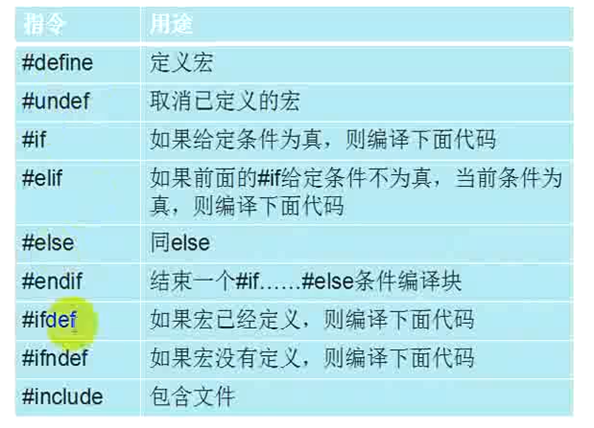 指令 用途
#define 定义宏
#undef 取消已定义的宏
#if 如果给定条件为真，则编译下面代码
#elif 如果前面的#if给定条件不为真，当前条件为
真，则编译下面代码
#else 同else
#endif 结束一个#if……#else条件编译块
#ifdef 如果宏已经定义，则编译下面代码
#ifndef 如果宏没有定义，则编译下面代码
#include 包含文件